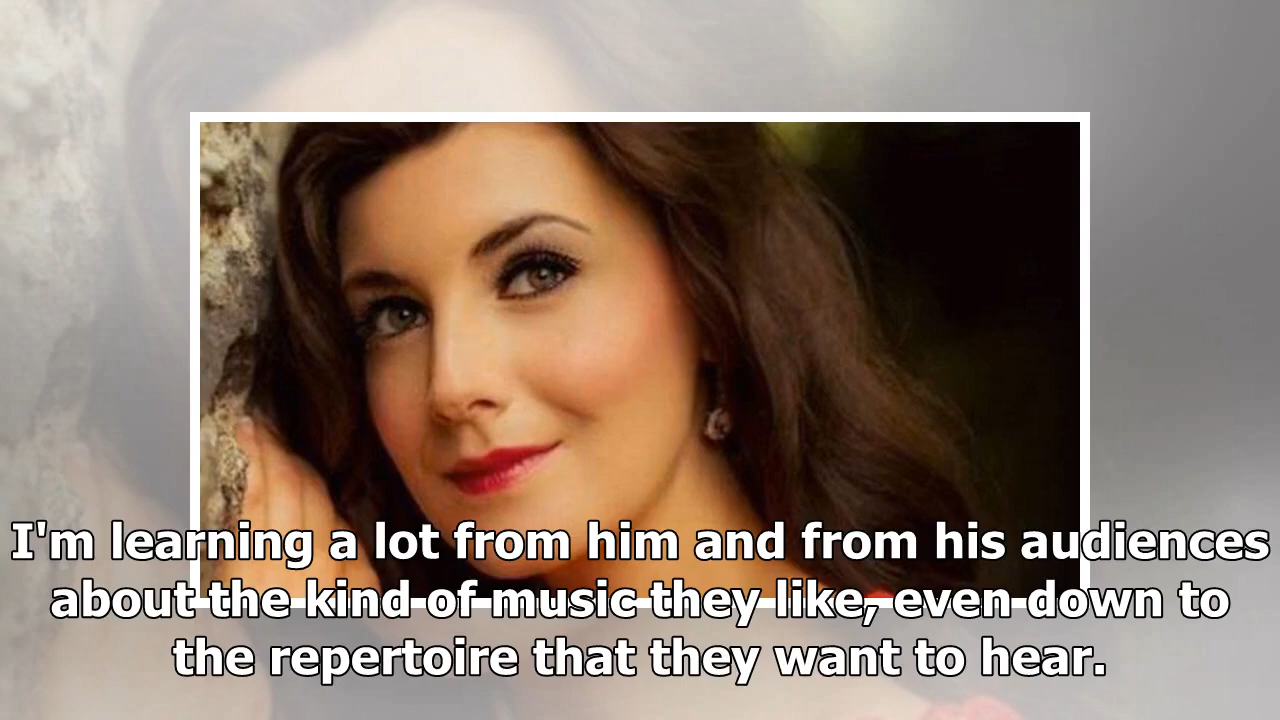 I'm learning a lot from him and from his audiences
about the kind of music they like, even down to
the repertoire that they want to hear.